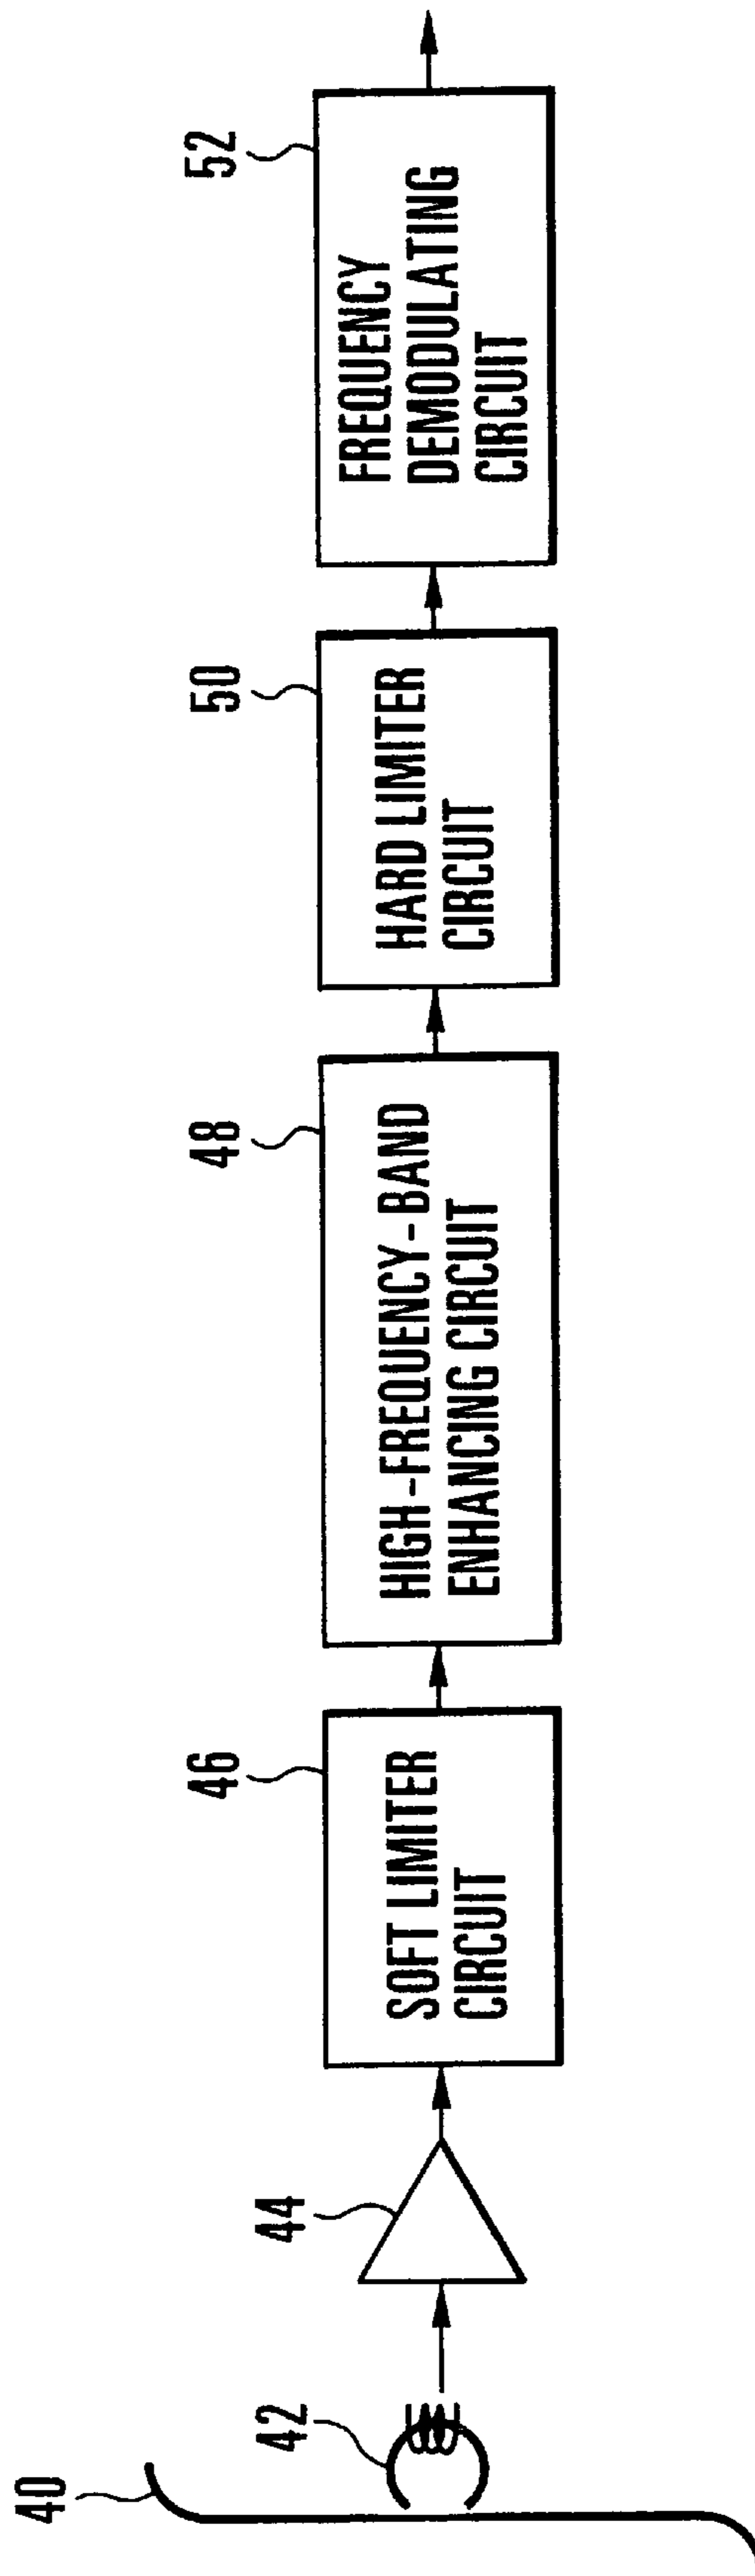 40
42
44
46
SOFT LIMITER
CIRCUIT
48
HIGH-FREQUENCY-BAND
ENHANCING CIRCUIT
50
HARD LIMITER
CIRCUIT
52
FREQUENCY
DEMODULATING
CIRCUIT